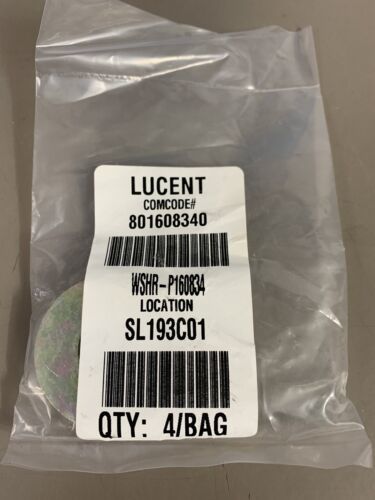 LUCENT
COMCODE#
801608340
WSHR-P160834
LOCATION
SL193C01
QTY: 4/BAG